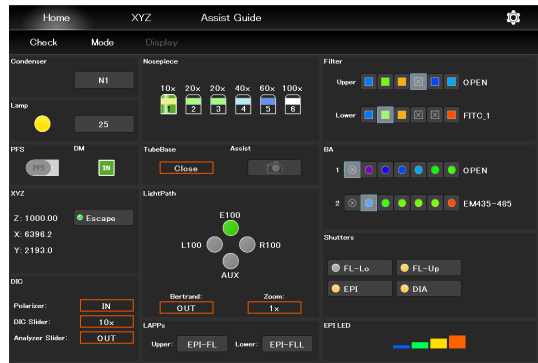 Home XYZ Assist Guide
Check Mode Display
Condenser
N1
Lamp
25
PFS DM
PFS IN
XYZ
Z: 1000.00 Escape
X: 6396.2
Y: 2193.0
DIC
Polarizer: IN
DIC Slider: 10x
Analyzer Slider: OUT
Nosepiece
10x 20x 20x 40x 60x 100x
1 2 3 4 5 6
TubeBase Assist
Close
LightPath
E100
L100 R100
AUX
Bertrand: Zoom:
OUT 1x
LAPPs
Upper: EPI-FL Lower: EPI-FLL
Filter
Upper OPEN
Lower FITC_1
BA
1 OPEN
2 EM435-485
Shutters
FL-Lo FL-Up
EPI DIA
EPI LED